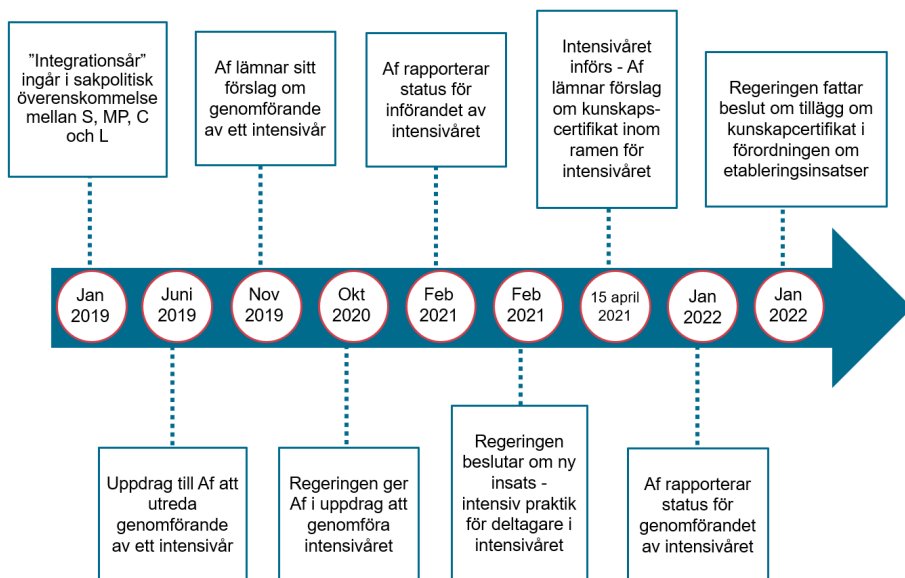 "Integrationsår"
ingår i sakpolitisk
överenskommelse
mellan S, MP, C
och L
Af lämnar sitt
förslag om
genomförande
av ett intensivår
Af rapporterar
status för
införandet av
intensivåret
Intensivåret
införs - Af
lämnar förslag
om kunskaps-
certifikat inom
ramen för
intensivåret
Regeringen fattar
beslut om tillägg om
kunskapcertifikat i
förordningen om
etableringsinsatser
Jan
2019
Juni
2019
Nov
2019
Okt
2020
Feb
2021
Feb
2021
15 april
2021
Jan
2022
Jan
2022
Uppdrag till Af att
utreda
genomförande
av ett intensivår
Regeringen ger
Af i uppdrag att
genomföra
intensivåret
Regeringen
beslutar om ny
insats -
intensiv praktik
för deltagare i
intensivåret
Af rapporterar
status för
genomförandet
av intensivåret